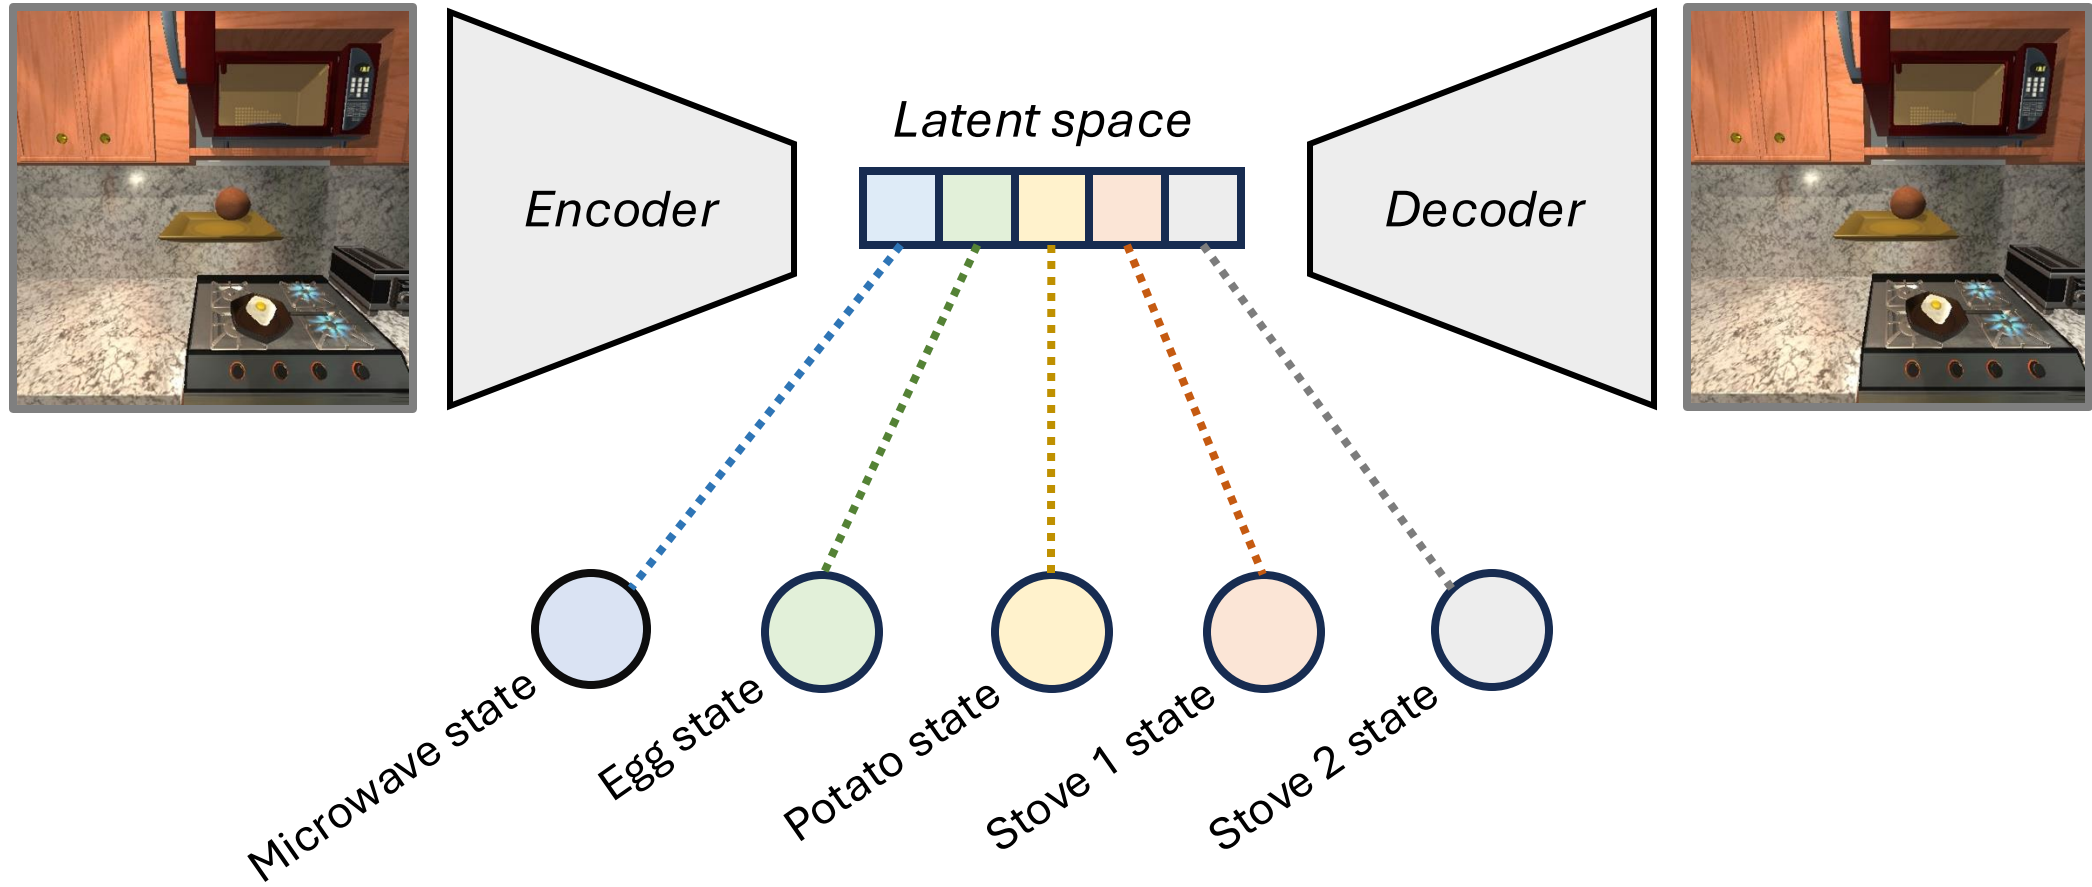 Latent space
Encoder
Decoder
Microwave state
Egg state
Potato state
Stove 1 state
Stove 2 state